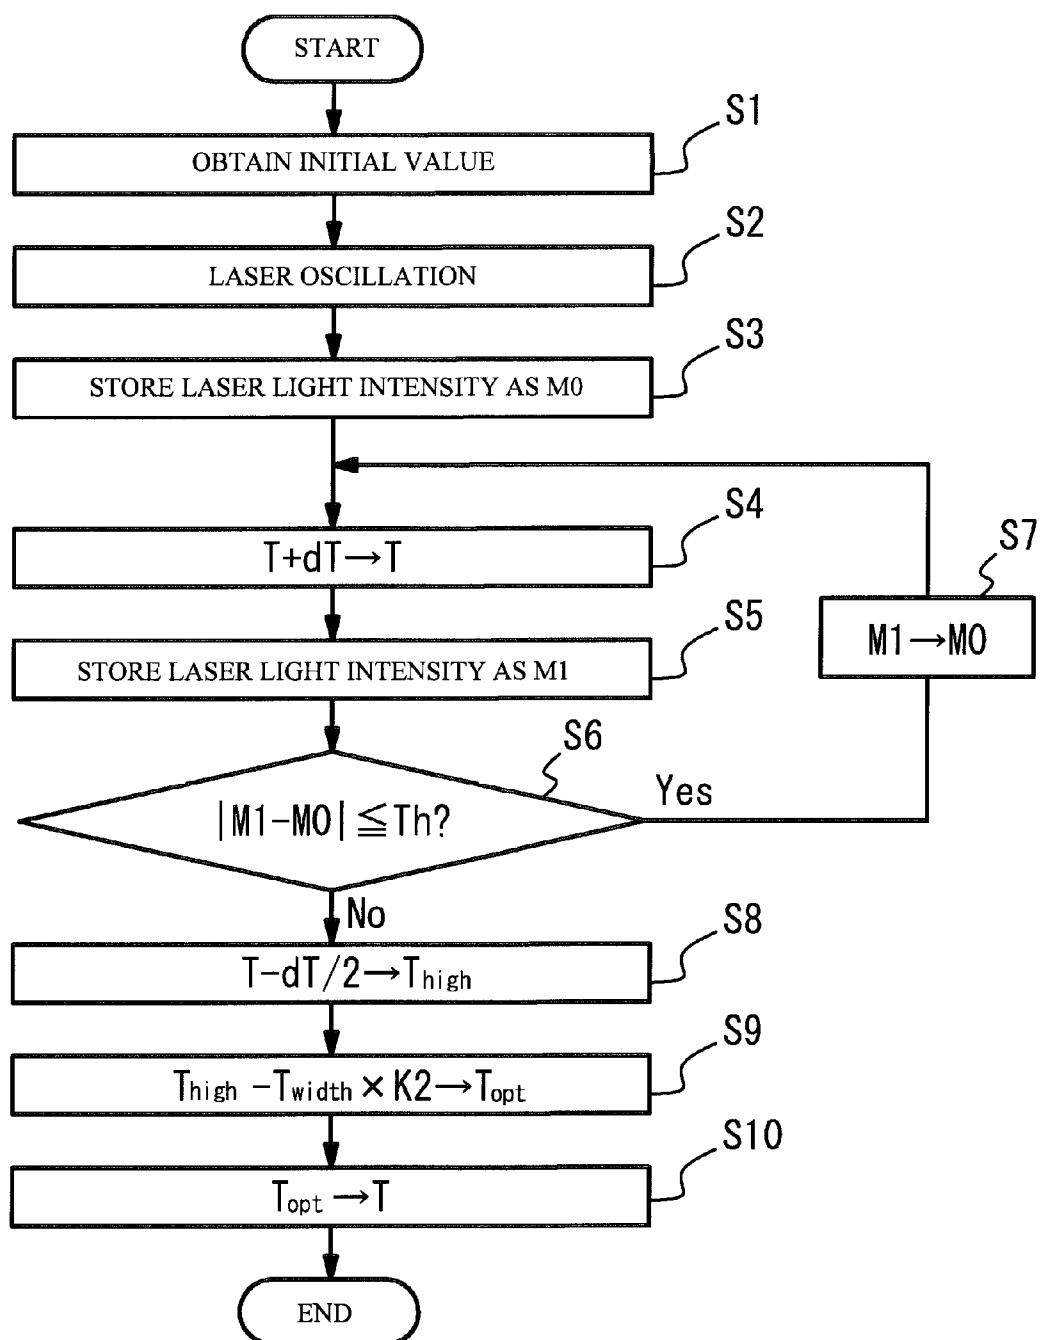 START
S1
OBTAIN INITIAL VALUE
S2
LASER OSCILLATION
S3
STORE LASER LIGHT INTENSITY AS M0
S4
T+dT→T
S7
M1→M0
S5
STORE LASER LIGHT INTENSITY AS M1
S6
|M1-M0|≦Th?
Yes
No
S8
T-dT/2→Thigh
S9
Thigh -Twidth×K2→Topt
S10
Topt→T
END